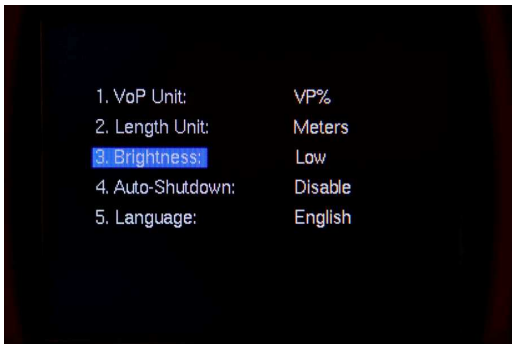 1. VoP Unit: VP%
2. Length Unit: Meters
3. Brightness: Low
4. Auto-Shutdown: Disable
5. Language: English